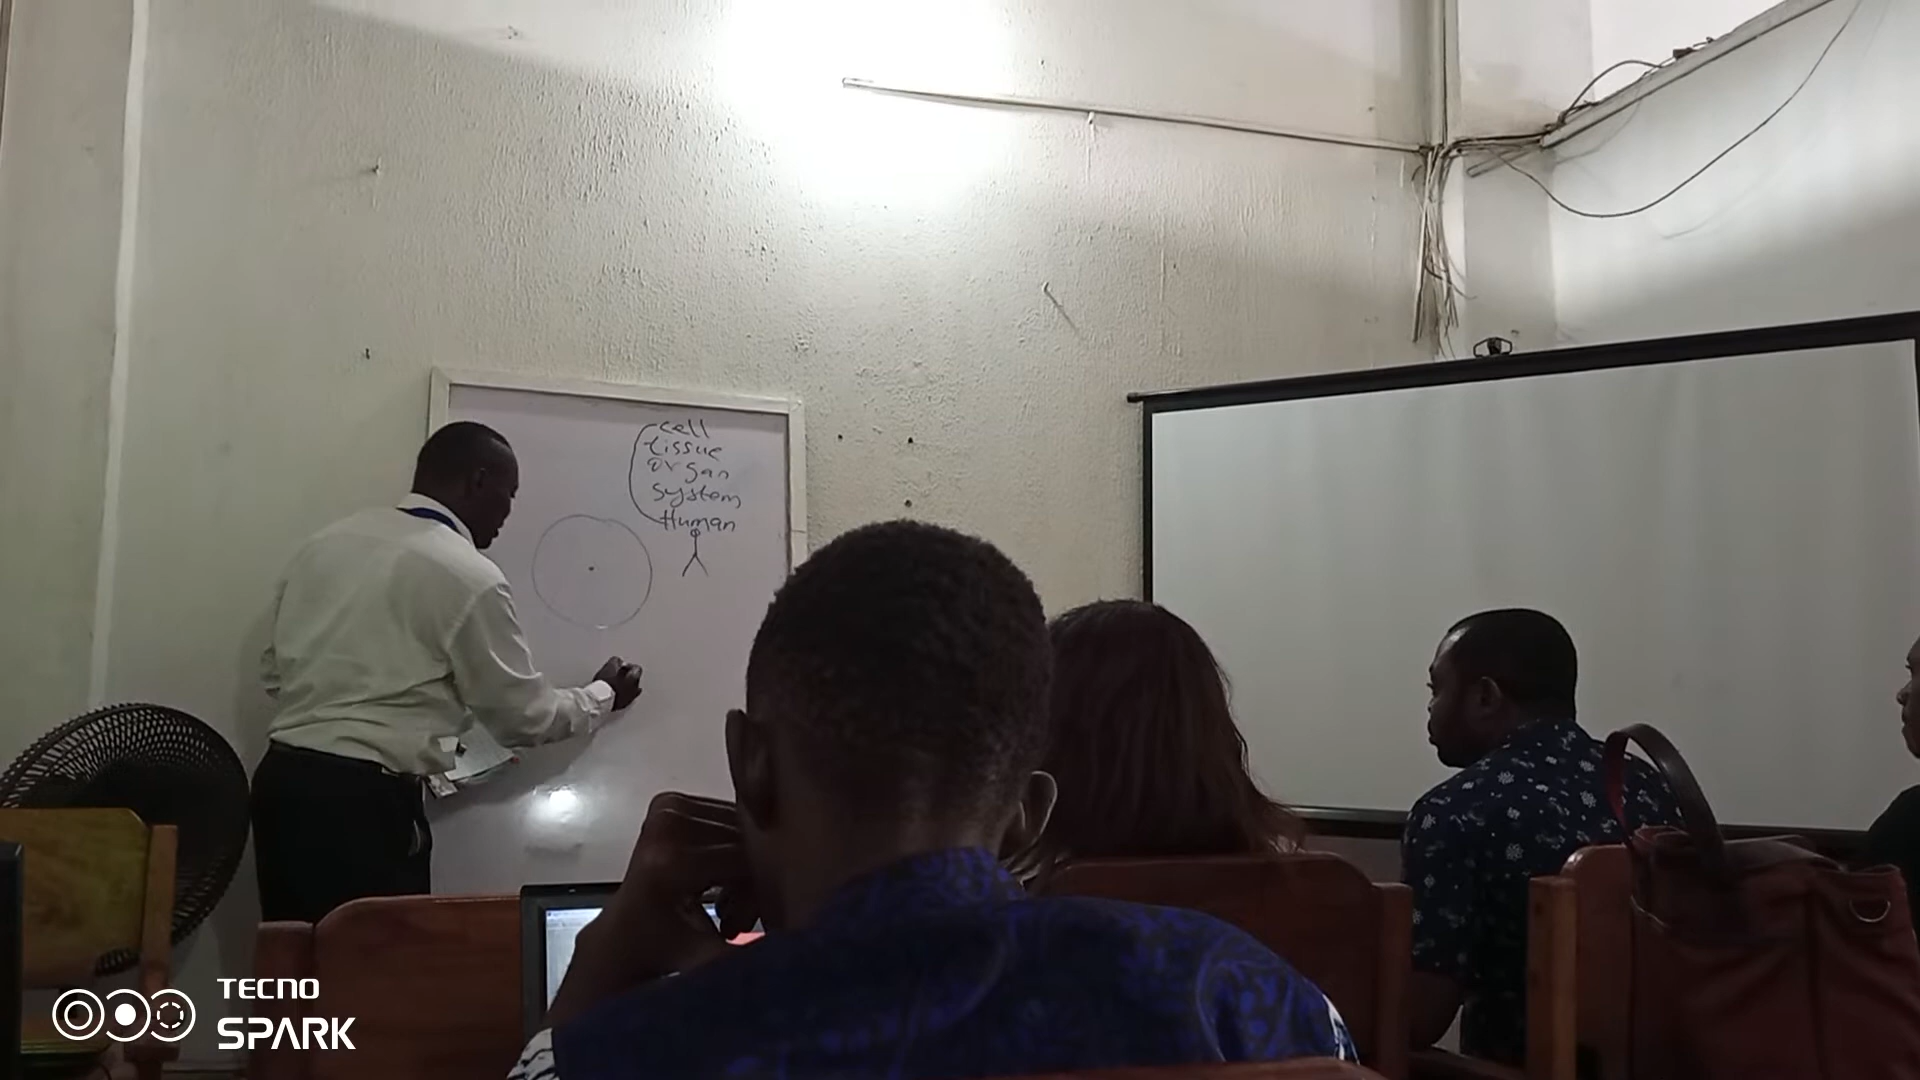 cell
tissue
organ
system
Human
TECNO
SPARK